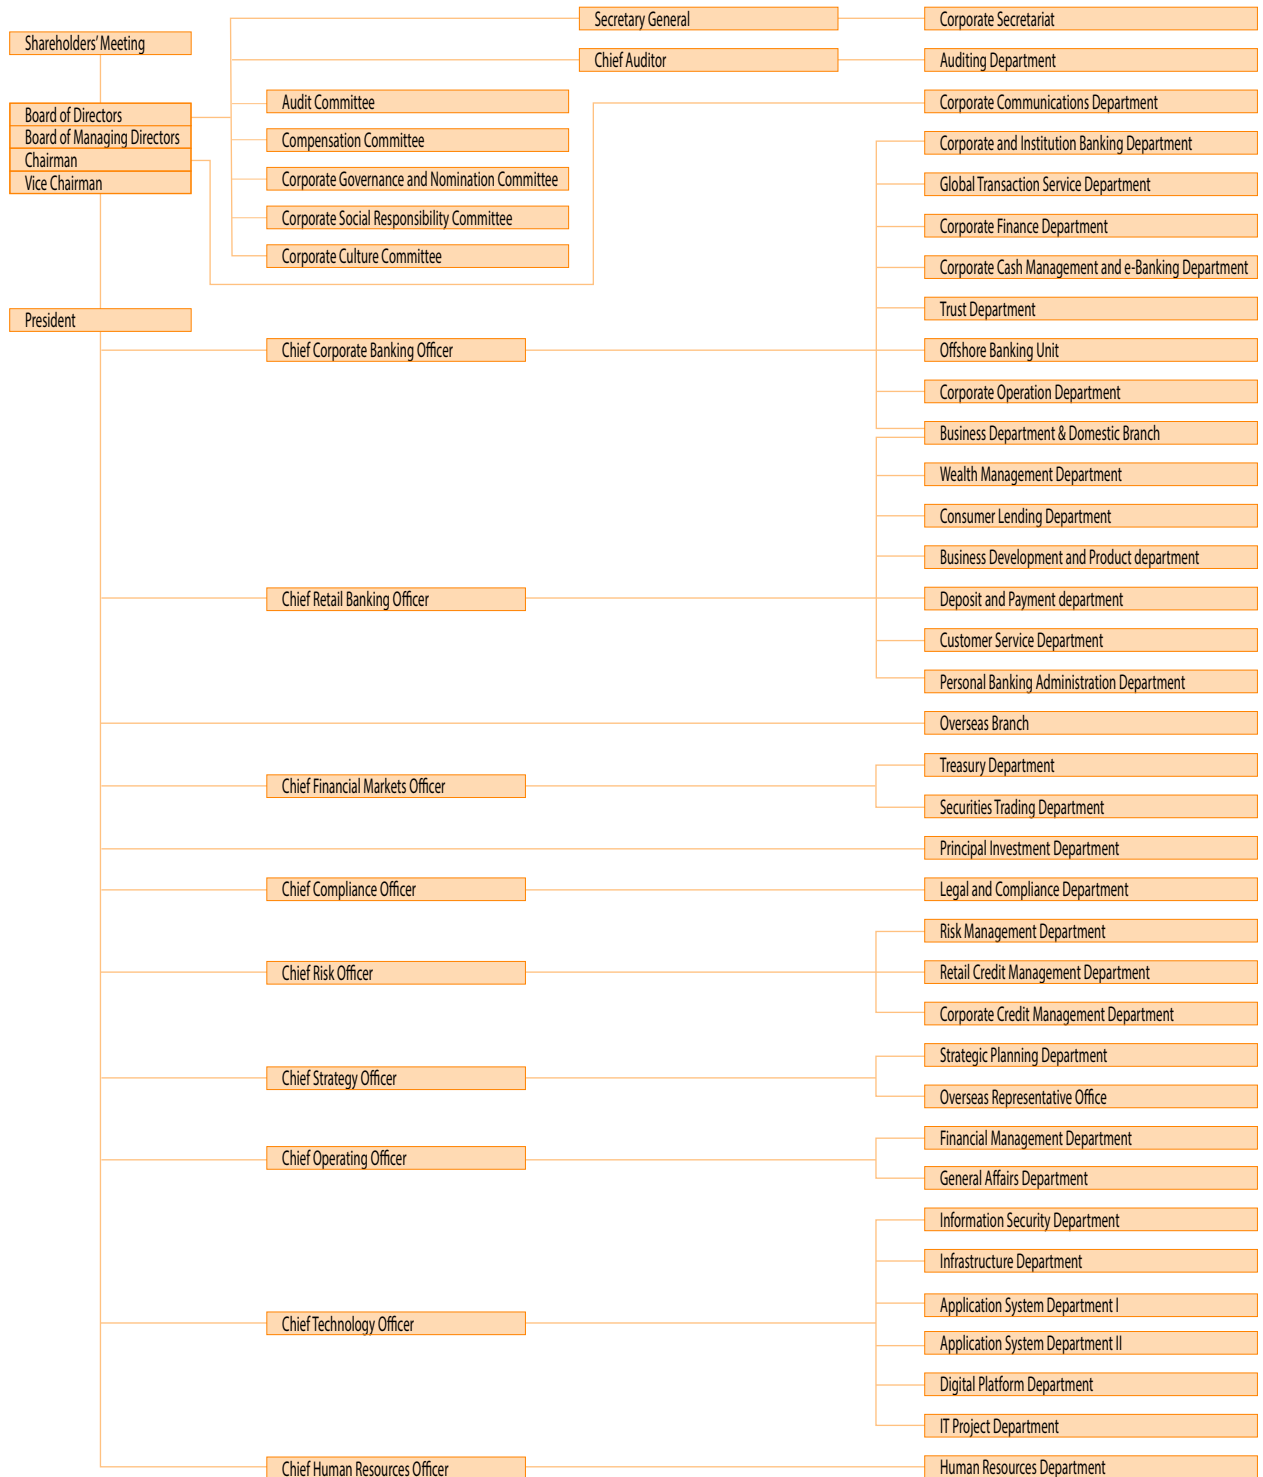 Shareholders' Meeting
Board of Directors
Board of Managing Directors
Chairman
Vice Chairman
President
Secretary General
Corporate Secretariat
Chief Auditor
Auditing Department
Audit Committee
Compensation Committee
Corporate Governance and Nomination Committee
Corporate Social Responsibility Committee
Corporate Culture Committee
Corporate Communications Department
Chief Corporate Banking Officer
Corporate and Institution Banking Department
Global Transaction Service Department
Corporate Finance Department
Corporate Cash Management and e-Banking Department
Trust Department
Offshore Banking Unit
Corporate Operation Department
Business Department & Domestic Branch
Chief Retail Banking Officer
Wealth Management Department
Consumer Lending Department
Business Development and Product department
Deposit and Payment department
Customer Service Department
Personal Banking Administration Department
Overseas Branch
Chief Financial Markets Officer
Treasury Department
Securities Trading Department
Principal Investment Department
Chief Compliance Officer
Legal and Compliance Department
Chief Risk Officer
Risk Management Department
Retail Credit Management Department
Corporate Credit Management Department
Chief Strategy Officer
Strategic Planning Department
Overseas Representative Office
Chief Operating Officer
Financial Management Department
General Affairs Department
Chief Technology Officer
Information Security Department
Infrastructure Department
Application System Department I
Application System Department II
Digital Platform Department
IT Project Department
Chief Human Resources Officer
Human Resources Department